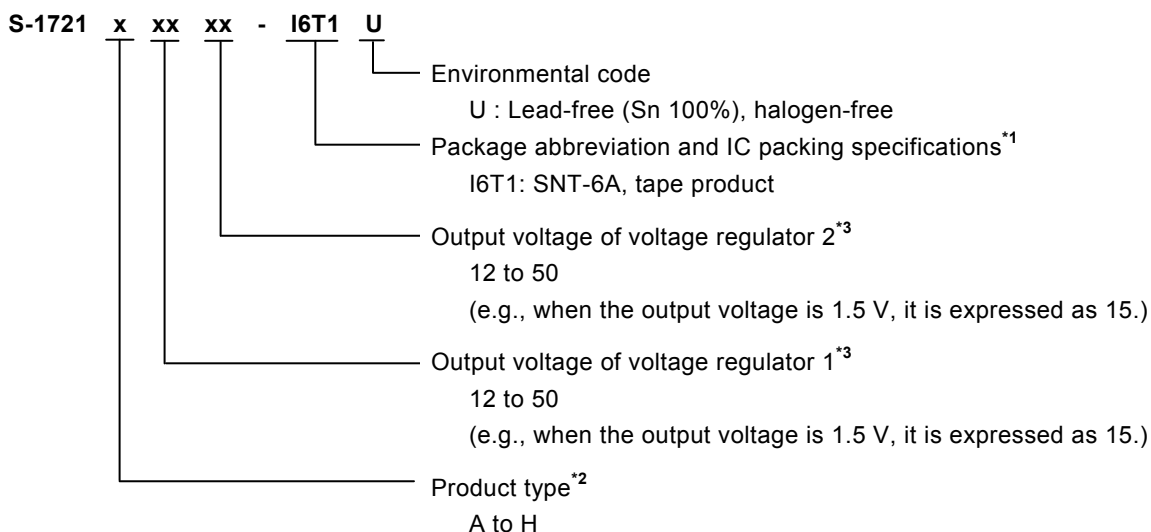 S-1721 x xx xx - I6T1 U
Environmental code
U : Lead-free (Sn 100%), halogen-free
Package abbreviation and IC packing specifications*1
I6T1: SNT-6A, tape product
Output voltage of voltage regulator 2*3
12 to 50
(e.g., when the output voltage is 1.5 V, it is expressed as 15.)
Output voltage of voltage regulator 1*3
12 to 50
(e.g., when the output voltage is 1.5 V, it is expressed as 15.)
Product type*2
A to H